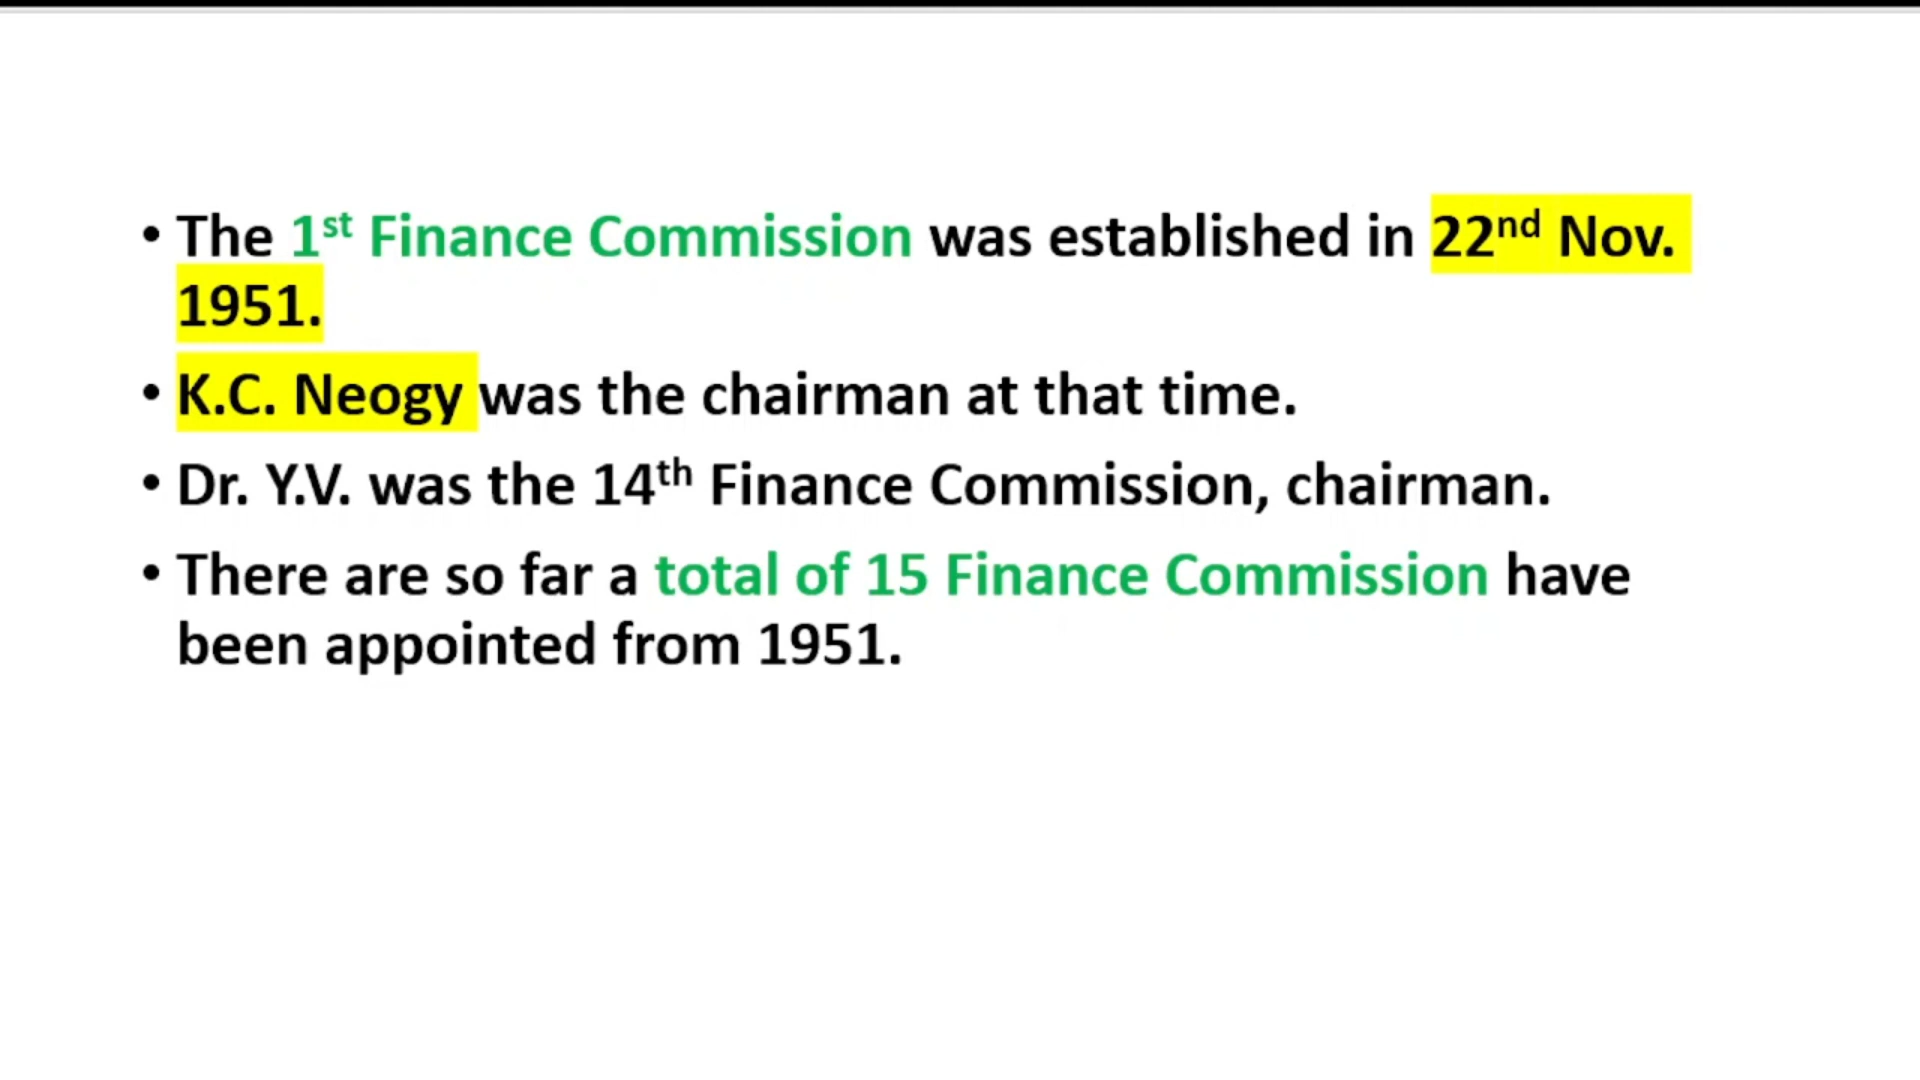 • The 1st Finance Commission was established in 22nd Nov.
1951.
• K.C. Neogy was the chairman at that time.
• Dr. Y.V. was the 14th Finance Commission, chairman.
• There are so far a total of 15 Finance Commission have
been appointed from 1951.